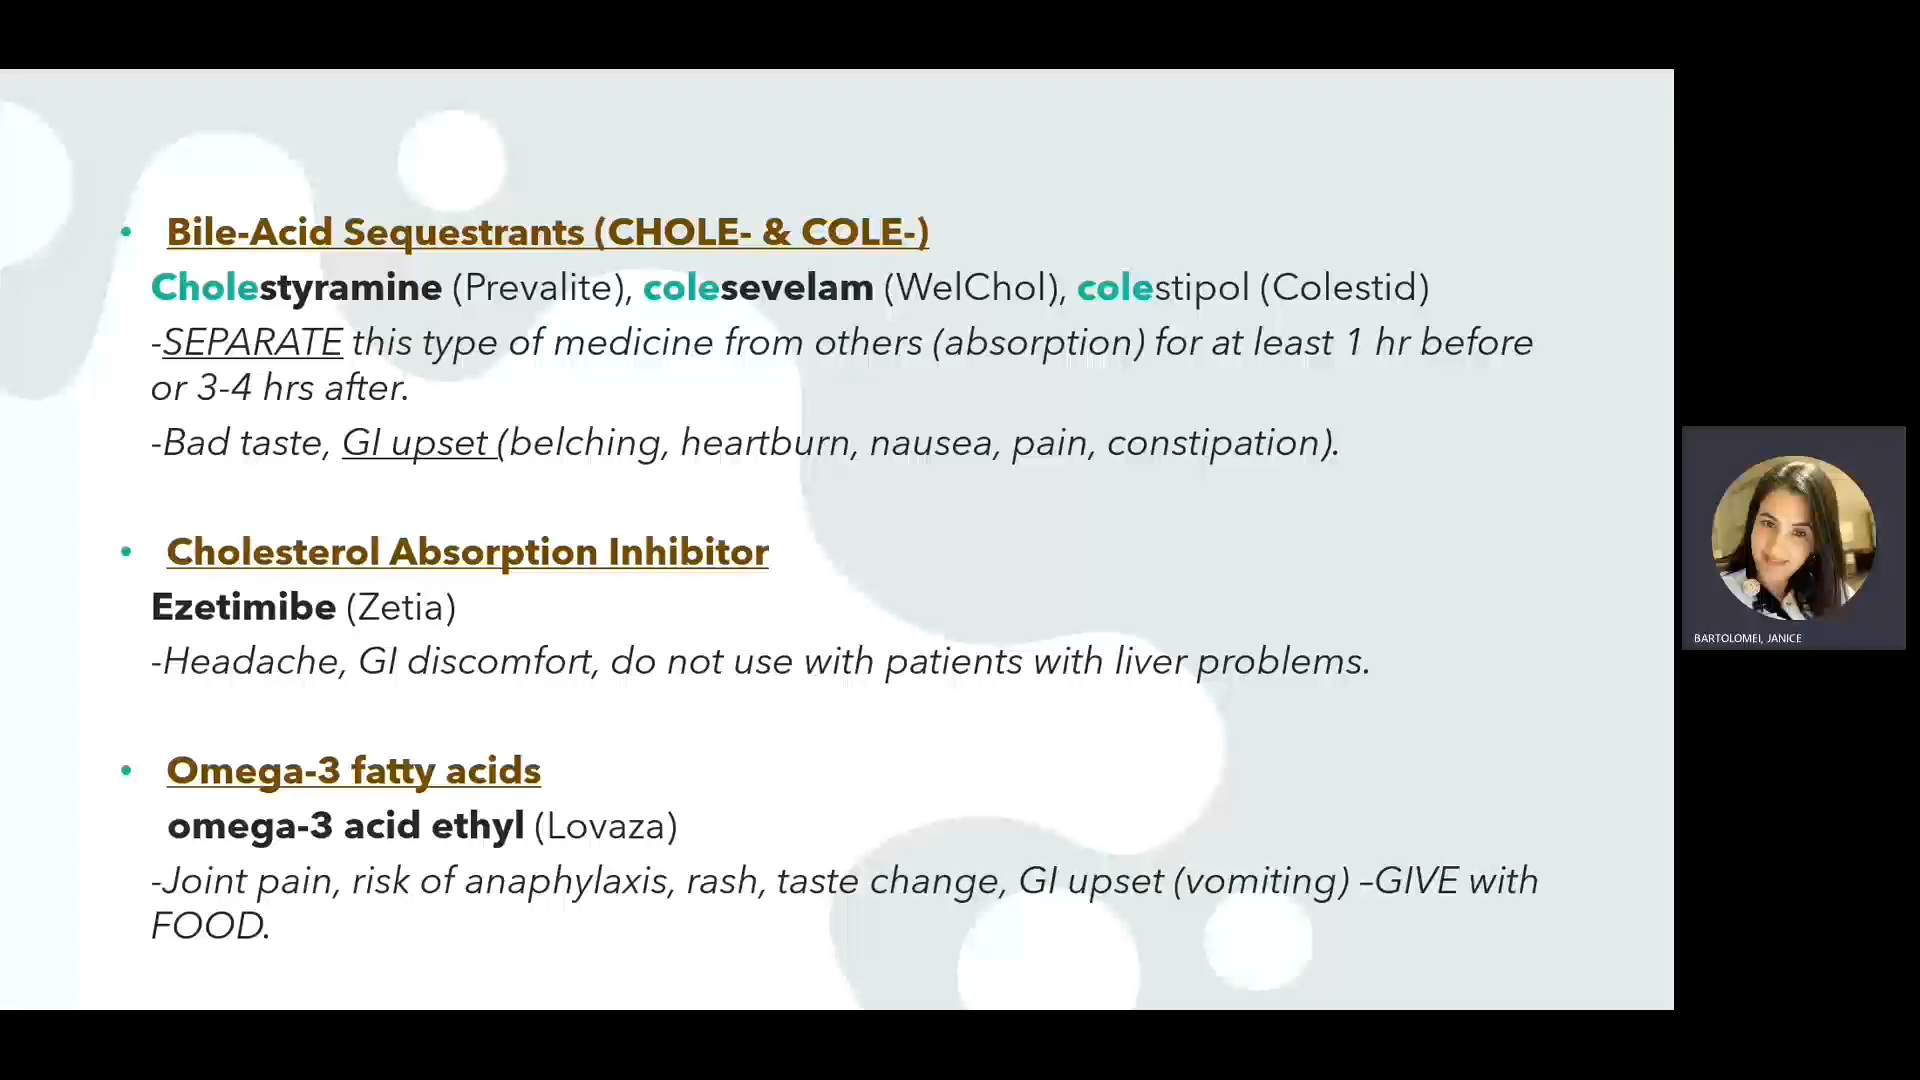 • Bile-Acid Sequestrants (CHOLE- & COLE-)
Cholestyramine (Prevalite), colesevelam (WelChol), colestipol (Colestid)
-SEPARATE this type of medicine from others (absorption) for at least 1 hr before
or 3-4 hrs after.
-Bad taste, GI upset (belching, heartburn, nausea, pain, constipation).
• Cholesterol Absorption Inhibitor
Ezetimibe (Zetia)
-Headache, GI discomfort, do not use with patients with liver problems.
• Omega-3 fatty acids
omega-3 acid ethyl (Lovaza)
-Joint pain, risk of anaphylaxis, rash, taste change, GI upset (vomiting) –GIVE with
FOOD.
BARTOLOMEI, JANICE